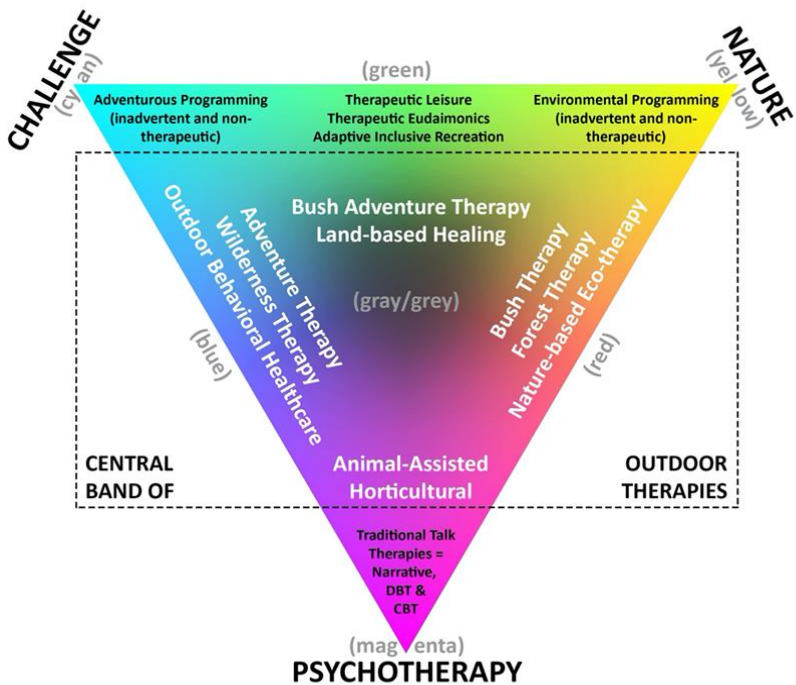 CHALLENGE
(cyan)
NATURE
(yellow)
(green)
Adventurous Programming
(inadvertent and non-
therapeutic)
Therapeutic Leisure
Therapeutic Eudaimonics
Adaptive Inclusive Recreation
Environmental Programming
(inadvertent and non-
therapeutic)
Bush Adventure Therapy
Land-based Healing
Adventure Therapy
Wilderness Therapy
Outdoor Behavioral Healthcare
Bush Therapy
Forest Therapy
Nature-based Eco-therapy
(gray/grey)
(blue)
(red)
CENTRAL
BAND OF
Animal-Assisted
Horticultural
OUTDOOR
THERAPIES
Traditional Talk
Therapies =
Narrative,
DBT &
CBT
(magenta)
PSYCHOTHERAPY